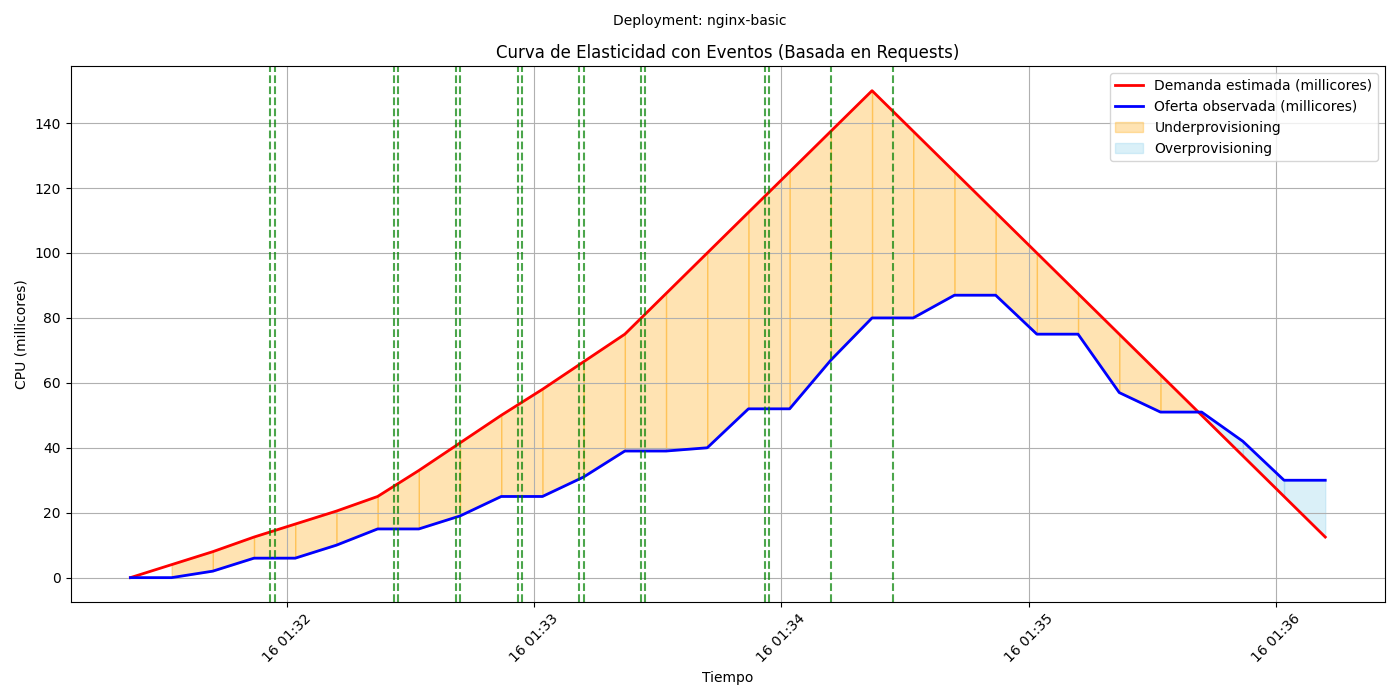 Deployment: nginx-basic
Curva de Elasticidad con Eventos (Basada en Requests)
Demanda estimada (millicores)
Oferta observada (millicores)
Underprovisioning
Overprovisioning
CPU (millicores)
140
120
100
80
60
40
20
0
16 01:32
16 01:33
16 01:34
16 01:35
16 01:36
Tiempo